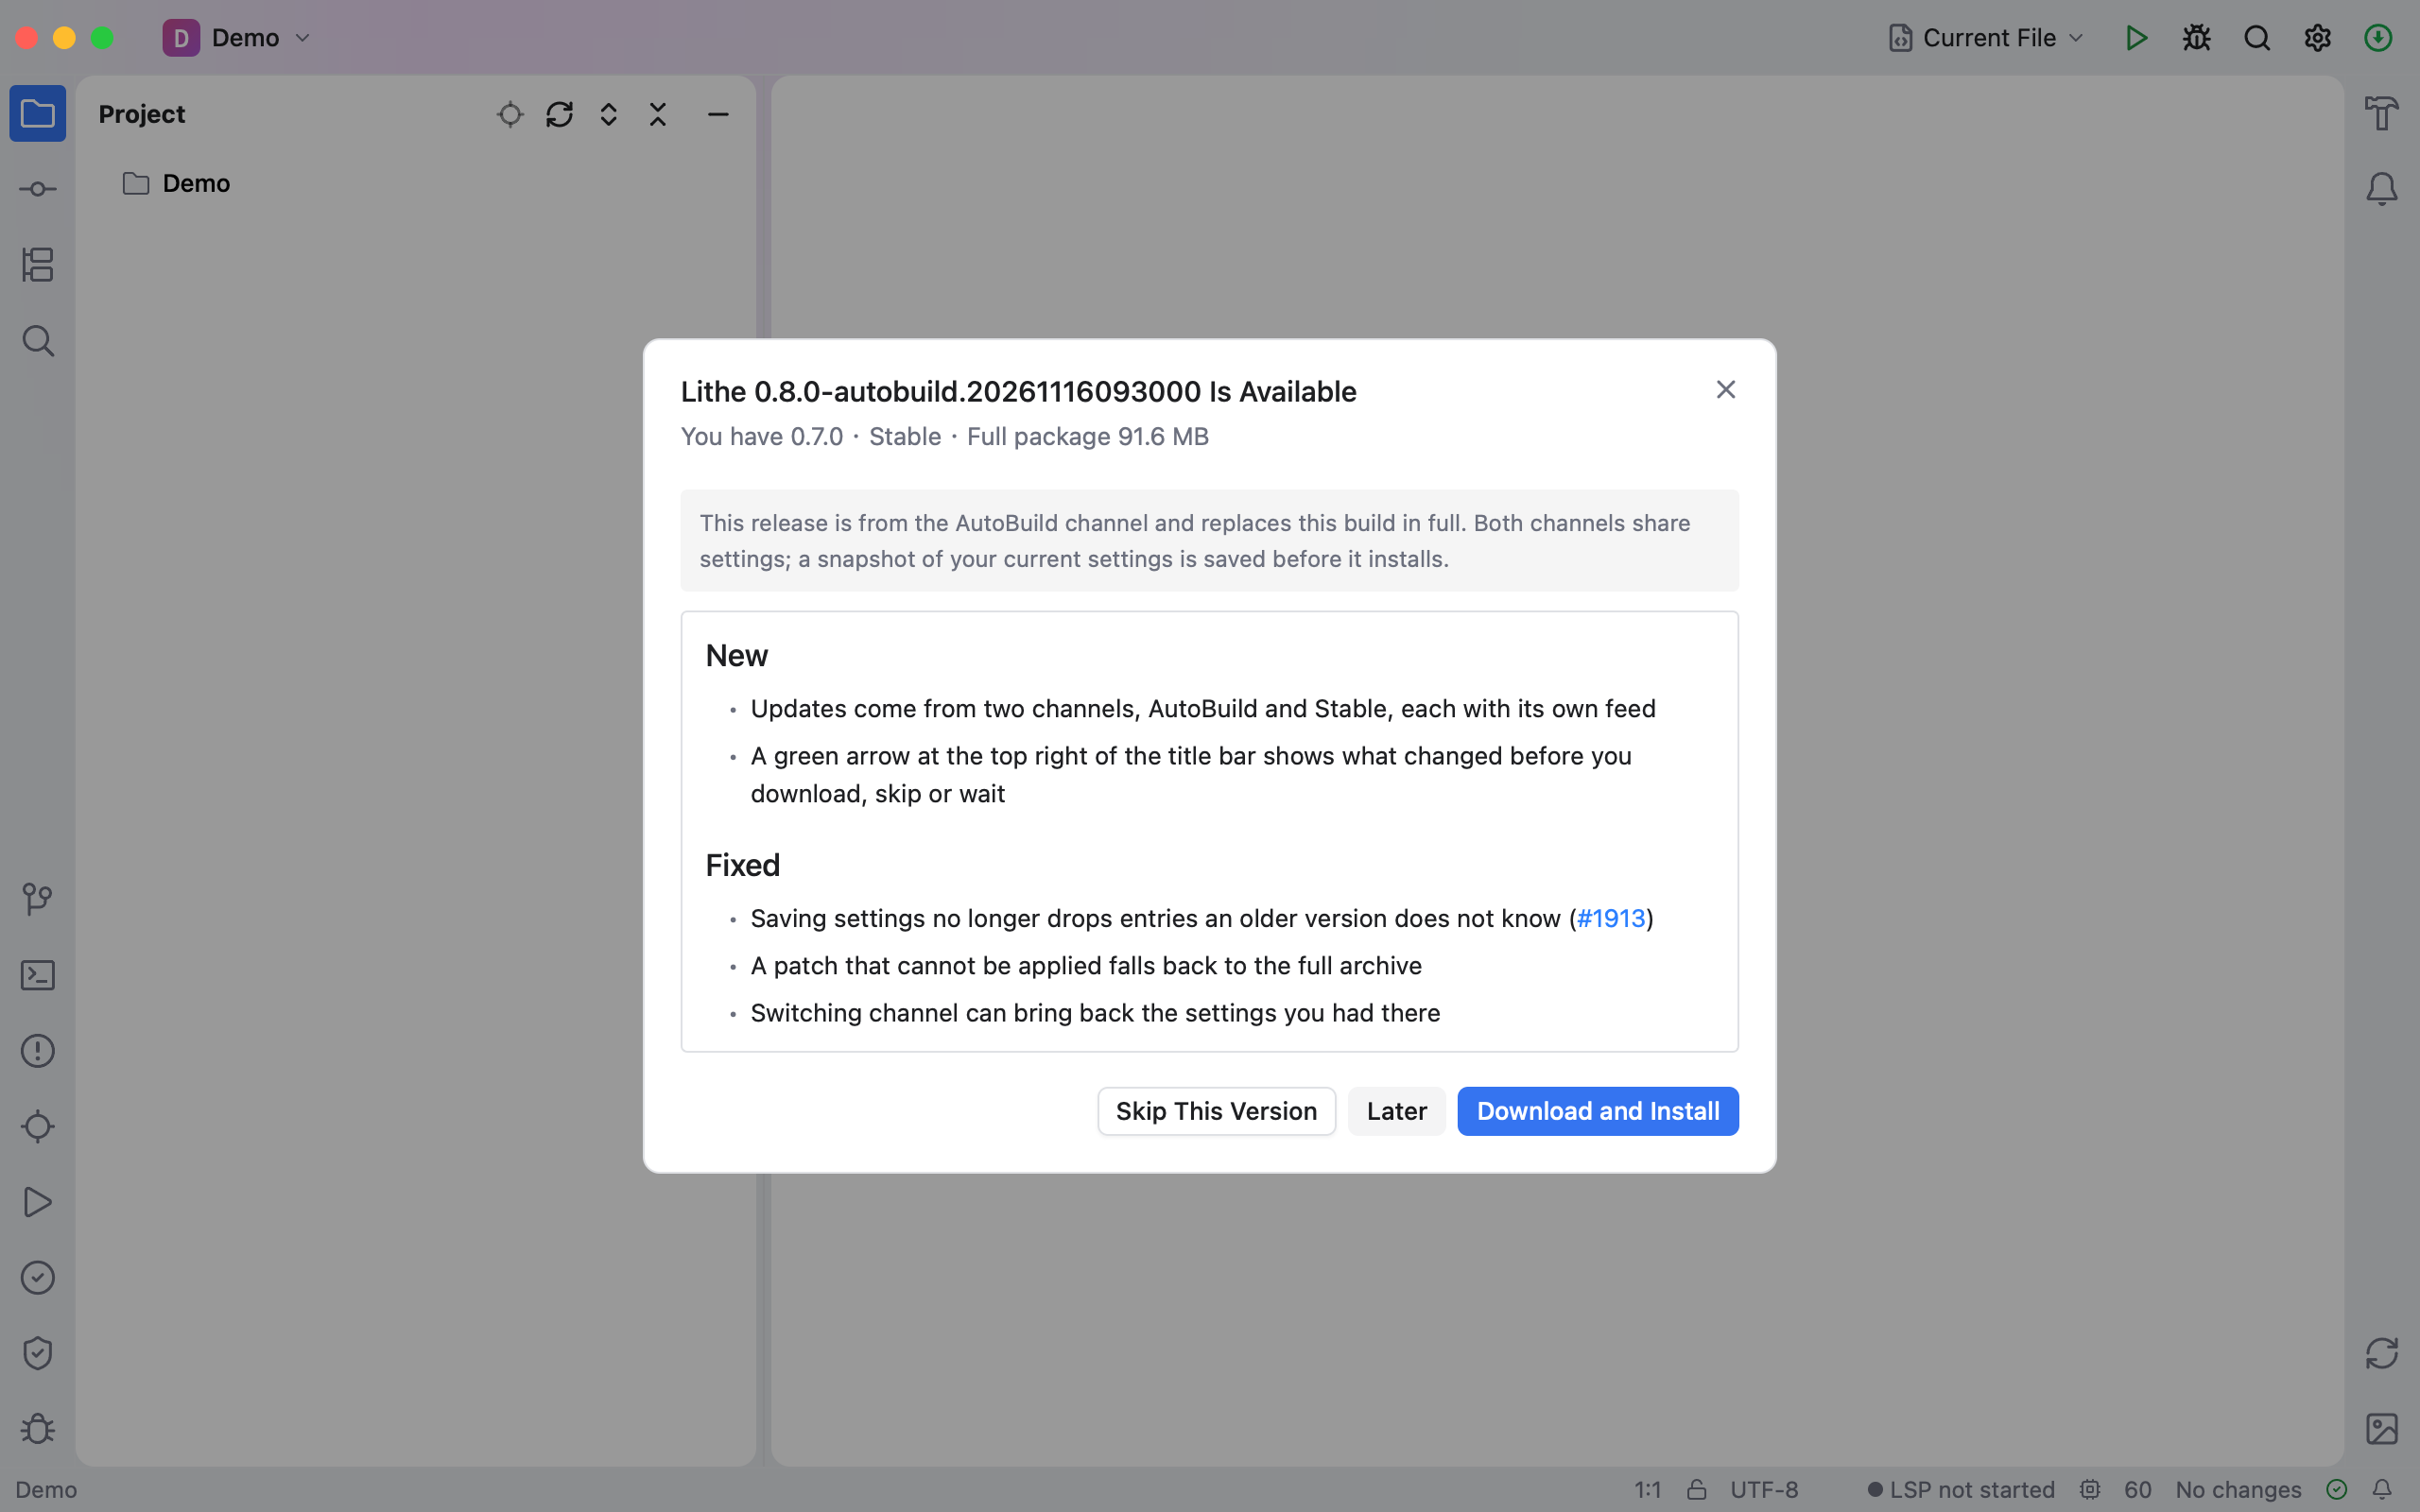 D Demo
Current File
Project
Demo
Lithe 0.8.0-autobuild.20261116093000 Is Available
You have 0.7.0 · Stable · Full package 91.6 MB
This release is from the AutoBuild channel and replaces this build in full. Both channels share
settings; a snapshot of your current settings is saved before it installs.
New
• Updates come from two channels, AutoBuild and Stable, each with its own feed
• A green arrow at the top right of the title bar shows what changed before you
download, skip or wait
Fixed
• Saving settings no longer drops entries an older version does not know (#1913)
• A patch that cannot be applied falls back to the full archive
• Switching channel can bring back the settings you had there
Skip This Version
Later
Download and Install
Demo
1:1
UTF-8
LSP not started
60
No changes